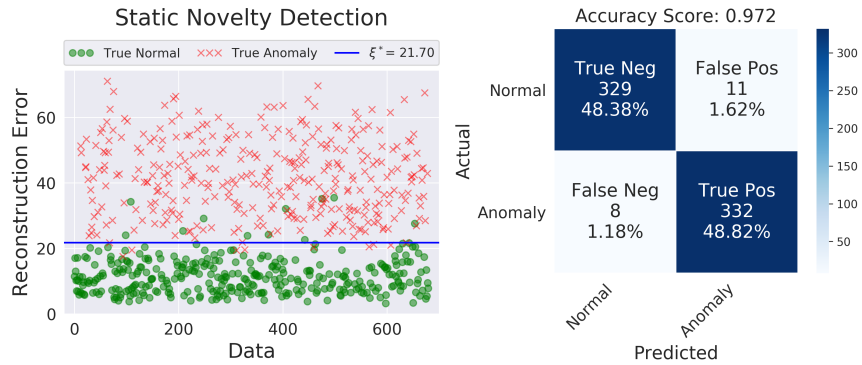 Static Novelty Detection
True Normal
True Anomaly
ξ*= 21.70
Reconstruction Error
60
40
20
0
0
200
400
600
Data
Accuracy Score: 0.972
Actual
Normal
Anomaly
True Neg
329
48.38%
False Pos
11
1.62%
False Neg
8
1.18%
True Pos
332
48.82%
Normal
Anomaly
Predicted
300
250
200
150
100
50